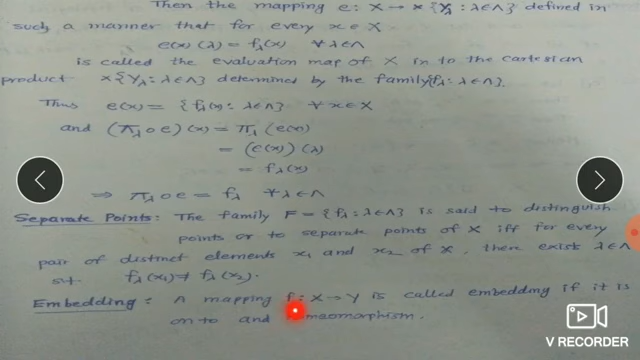 Then the mapping e: X → × {Yλ : λ∈Λ} defined in
such a manner that for every x∈X
e(x)(λ) = fλ(x) ∀ λ∈Λ
is called the evaluation map of X in to the Cartesian
product ×{Yλ : λ∈Λ} determined by the family {fλ : λ∈Λ}.
Thus e(x) = {fλ(x) : λ∈Λ} ∀ x∈X
and (πλ o e)(x) = πλ (e(x))
= (e(x))(λ)
= fλ(x)
⇒ πλ o e = fλ ∀ λ∈Λ
Separate Points: The family F = {fλ : λ∈Λ} is said to distinguish
points or to separate points of X iff for every
pair of distinct elements x1 and x2 of X, there exist λ∈Λ
s.t. fλ(x1) ≠ fλ(x2).
Embedding: A mapping f: X → Y is called embedding if it is
on to and
V RECORDER